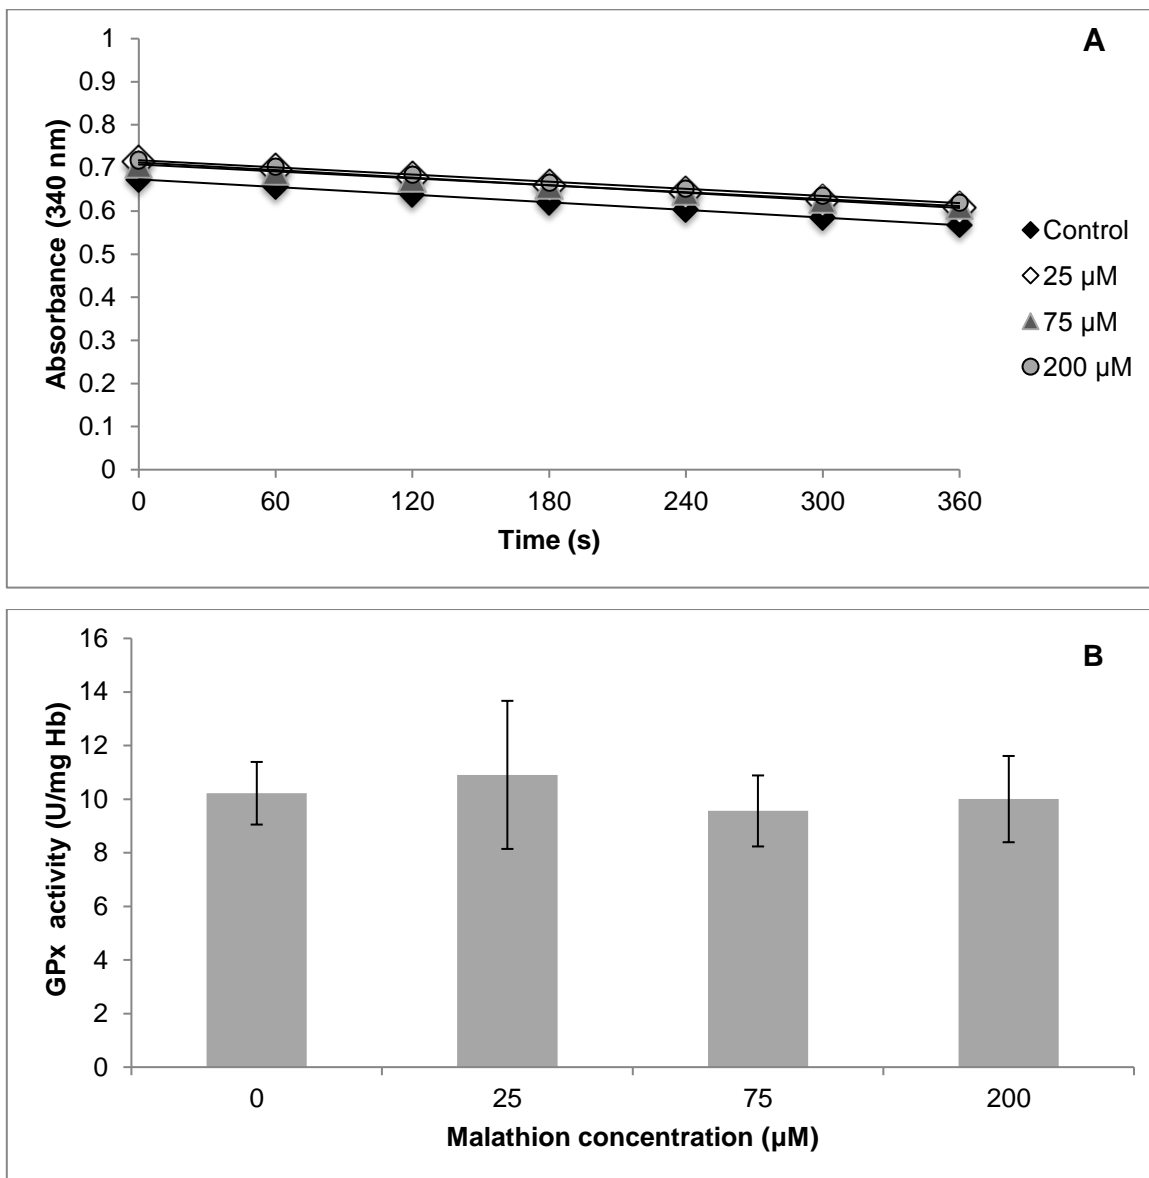 A
1
0.9
0.8
0.7
0.6
0.5
0.4
0.3
0.2
0.1
0
Absorbance (340 nm)
0 60 120 180 240 300 360
Time (s)
Control
25 µM
75 µM
200 µM
B
16
14
12
10
8
6
4
2
0
GPx activity (U/mg Hb)
0 25 75 200
Malathion concentration (µM)